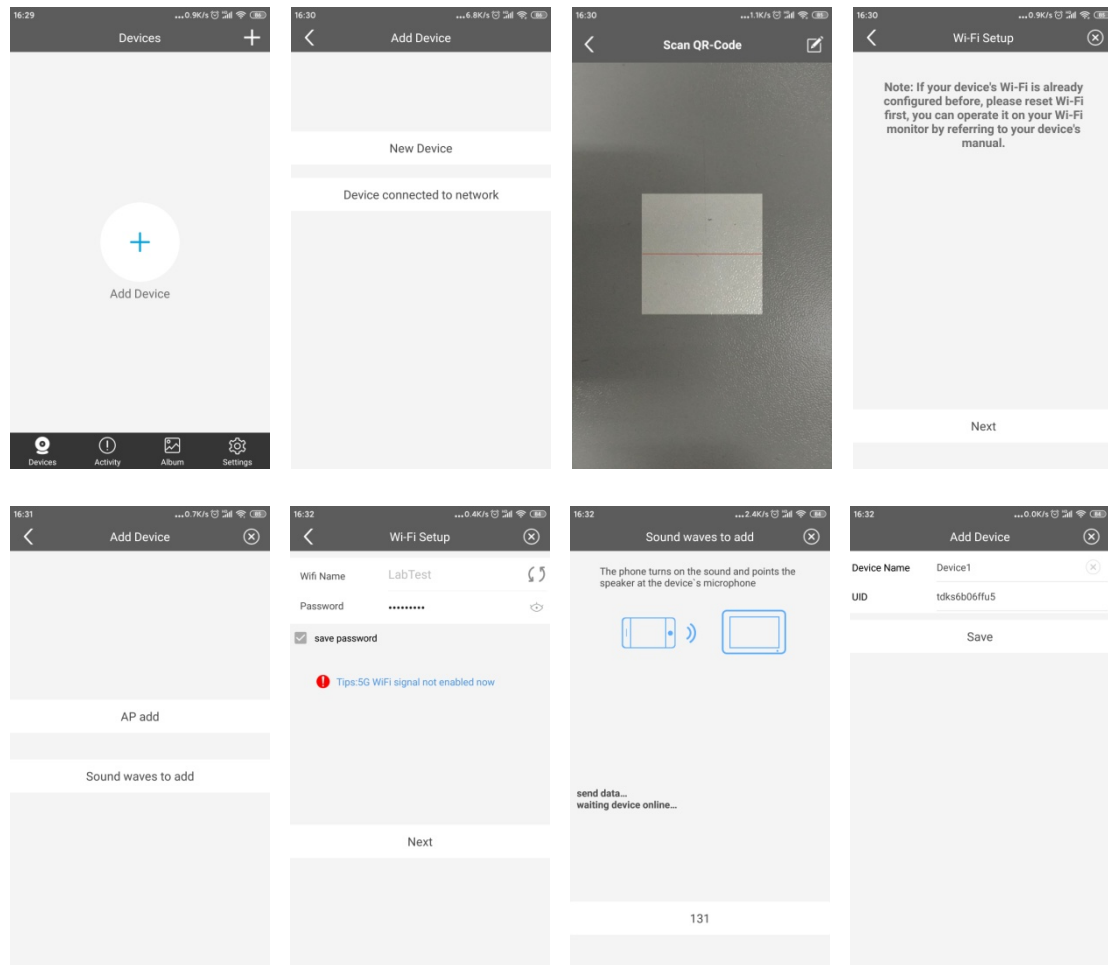 16:29 ...0.9K/s
Devices
Add Device
Devices Activity Album Settings
16:30 ...6.8K/s
Add Device
New Device
Device connected to network
16:30 ...1.1K/s
Scan QR-Code
16:30 ...0.9K/s
Wi-Fi Setup
Note: If your device's Wi-Fi is already
configured before, please reset Wi-Fi
first, you can operate it on your Wi-Fi
monitor by referring to your device's
manual.
Next
16:31 ...0.7K/s
Add Device
AP add
Sound waves to add
16:32 ...0.4K/s
Wi-Fi Setup
Wifi Name LabTest
Password •••••••••
save password
Tips:5G WiFi signal not enabled now
Next
16:32 ...2.4K/s
Sound waves to add
The phone turns on the sound and points the
speaker at the device`s microphone
send data...
waiting device online...
131
16:32 ...0.0K/s
Add Device
Device Name Device1
UID tdks6b06ffu5
Save